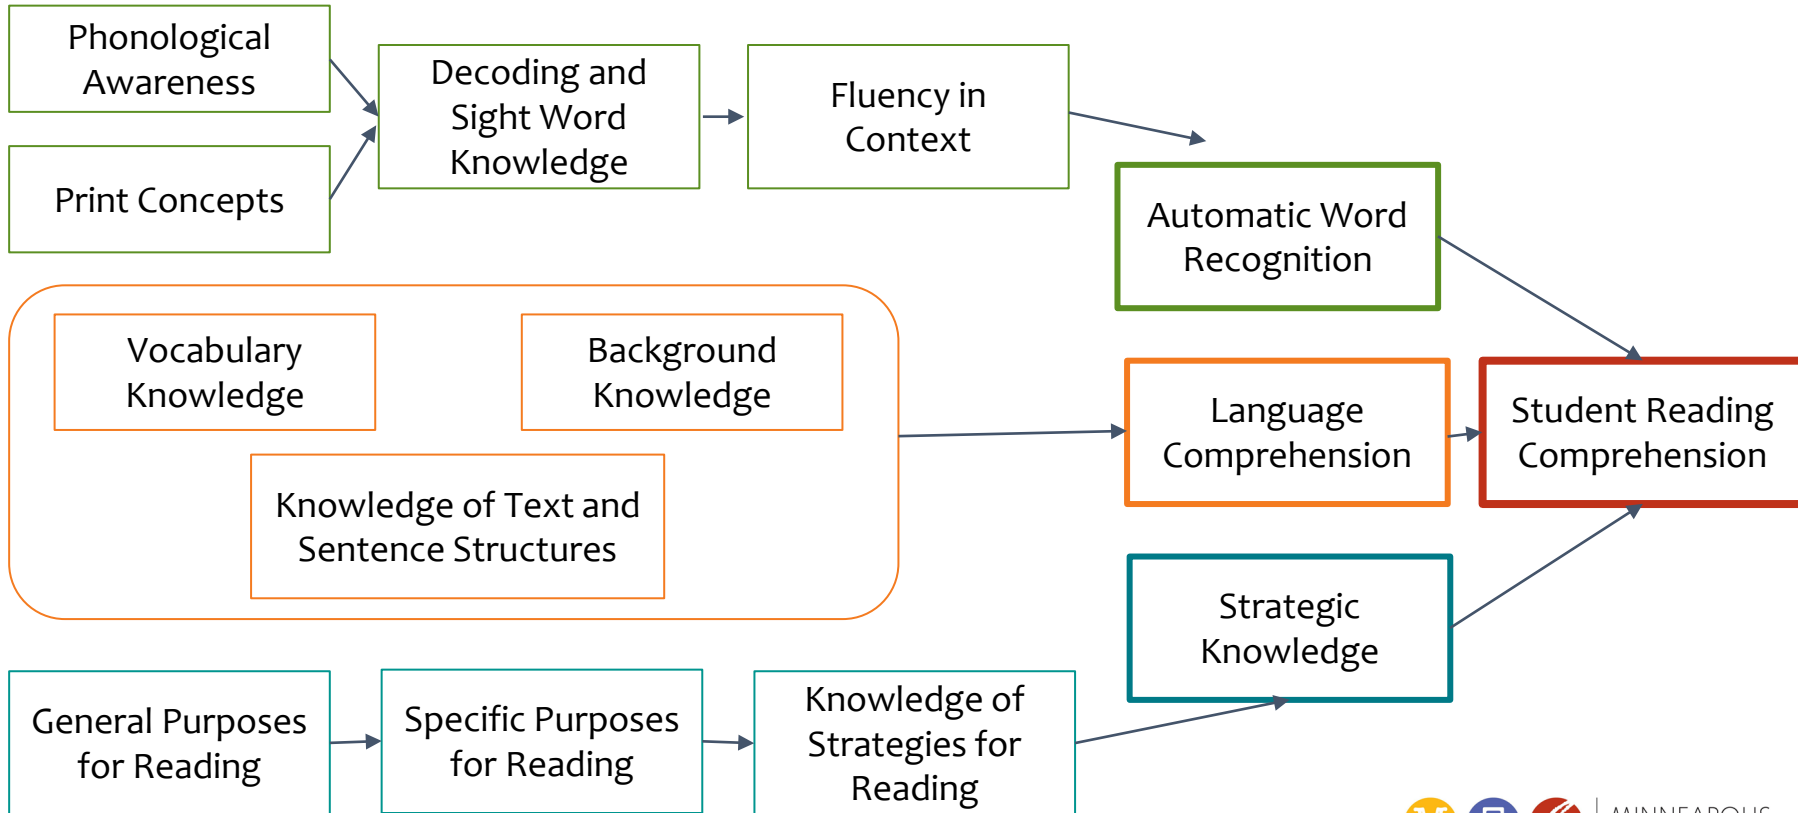 Phonological
Awareness
Decoding and
Sight Word
Knowledge
Fluency in
Context
Print Concepts
Automatic Word
Recognition
Vocabulary
Knowledge
Background
Knowledge
Knowledge of Text and
Sentence Structures
Language
Comprehension
Student Reading
Comprehension
Strategic
Knowledge
General Purposes
for Reading
Specific Purposes
for Reading
Knowledge of
Strategies for
Reading
MINNEAPOLIS